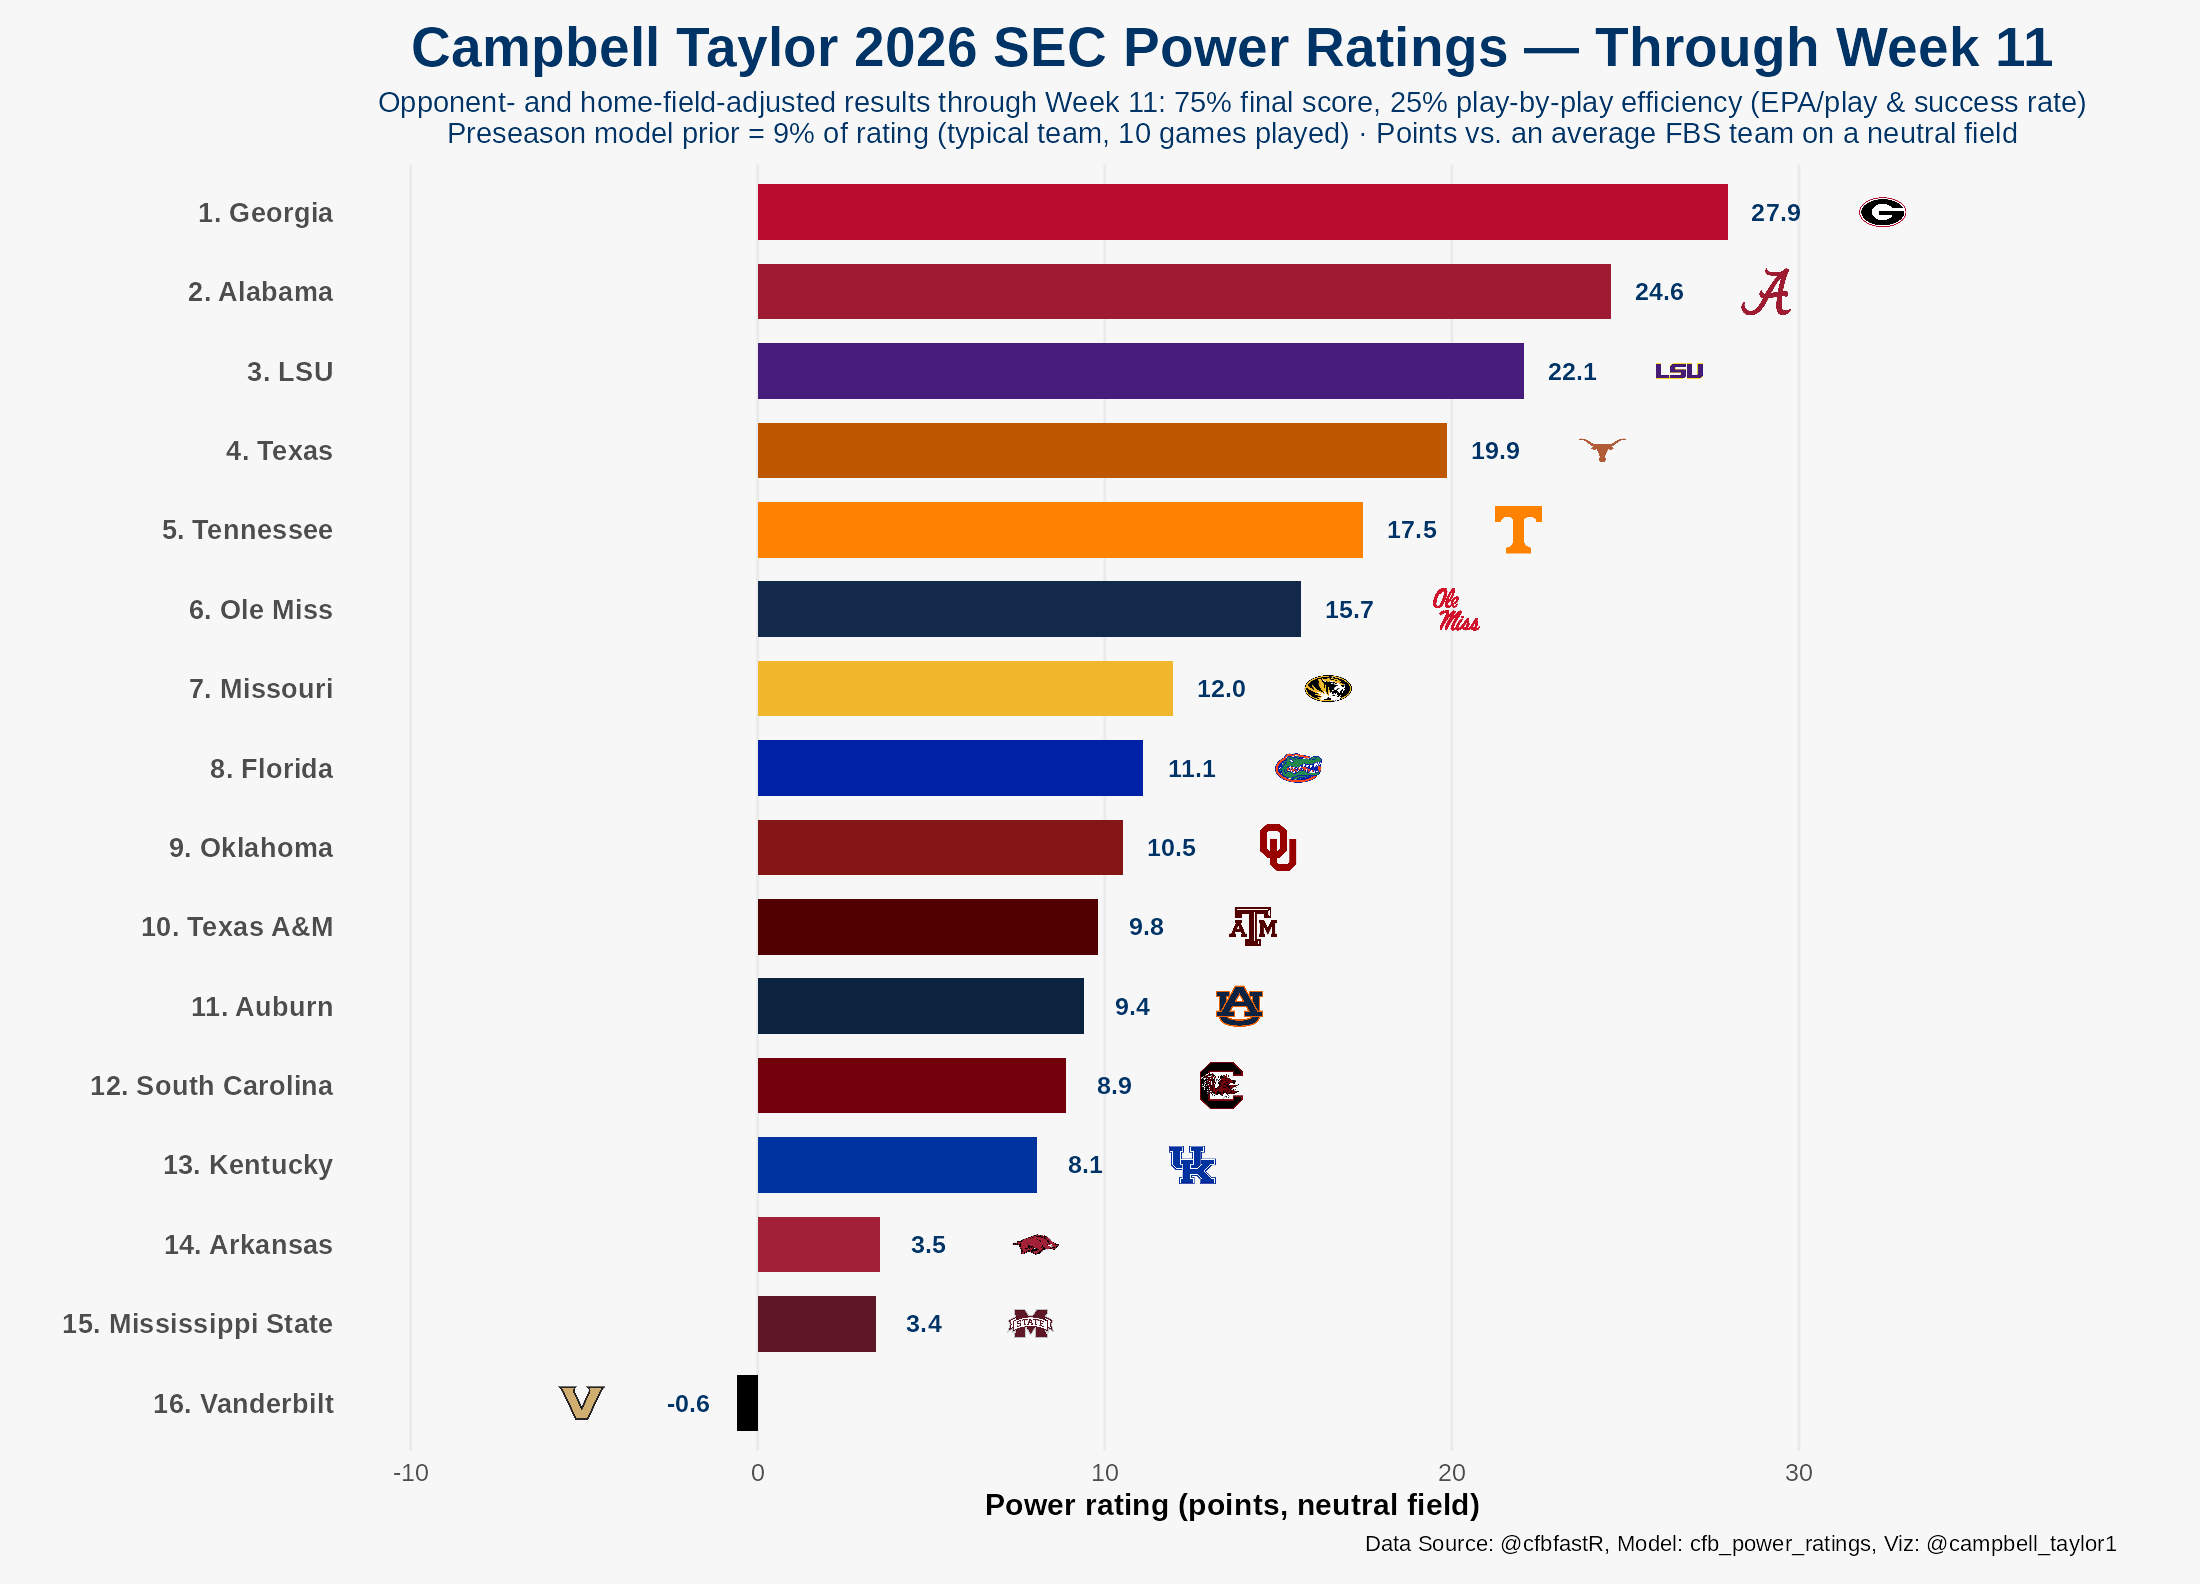 Campbell Taylor 2026 SEC Power Ratings — Through Week 11
Opponent- and home-field-adjusted results through Week 11: 75% final score, 25% play-by-play efficiency (EPA/play & success rate)
Preseason model prior = 9% of rating (typical team, 10 games played) · Points vs. an average FBS team on a neutral field
1. Georgia 27.9 G
2. Alabama 24.6 A
3. LSU 22.1 LSU
4. Texas 19.9
5. Tennessee 17.5 T
6. Ole Miss 15.7 Ole Miss
7. Missouri 12.0
8. Florida 11.1
9. Oklahoma 10.5 OU
10. Texas A&M 9.8 ATM
11. Auburn 9.4 AU
12. South Carolina 8.9 C
13. Kentucky 8.1 UK
14. Arkansas 3.5
15. Mississippi State 3.4 M STATE
16. Vanderbilt V -0.6
-10 0 10 20 30
Power rating (points, neutral field)
Data Source: @cfbfastR, Model: cfb_power_ratings, Viz: @campbell_taylor1